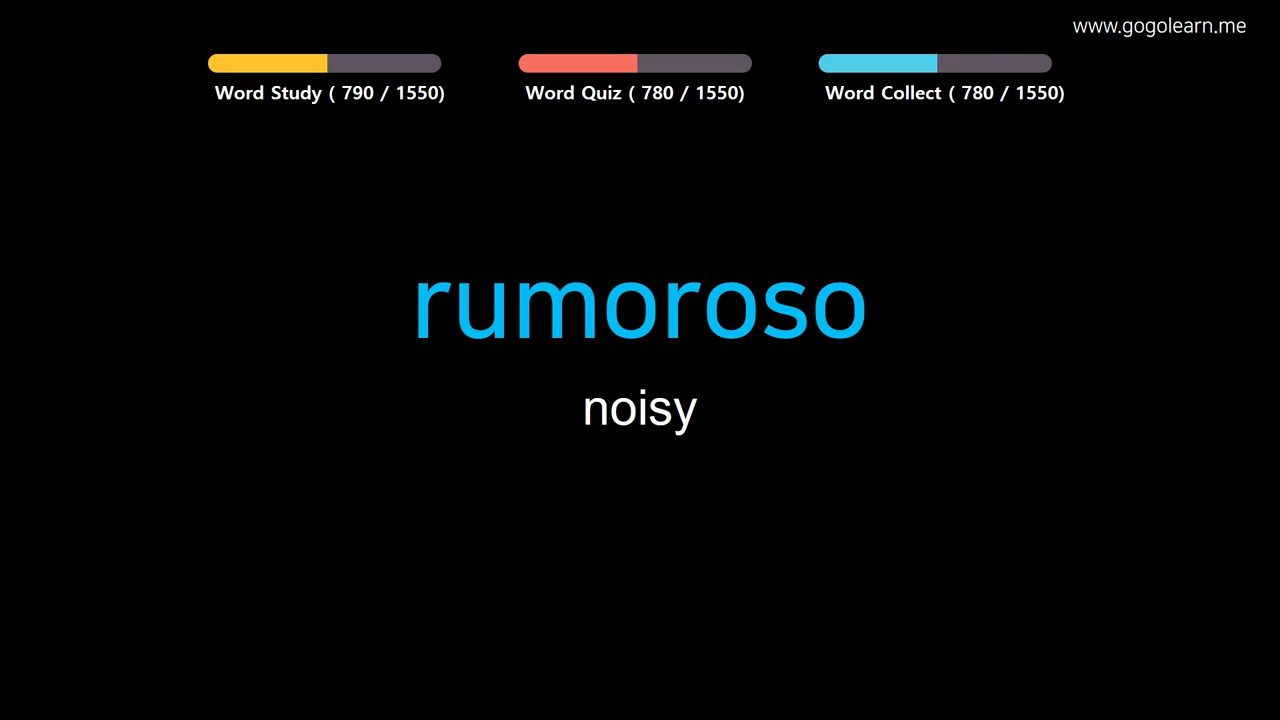 www.gogolearn.me
Word Study ( 790 / 1550)
Word Quiz ( 780 / 1550)
Word Collect ( 780 / 1550)
rumoroso
noisy